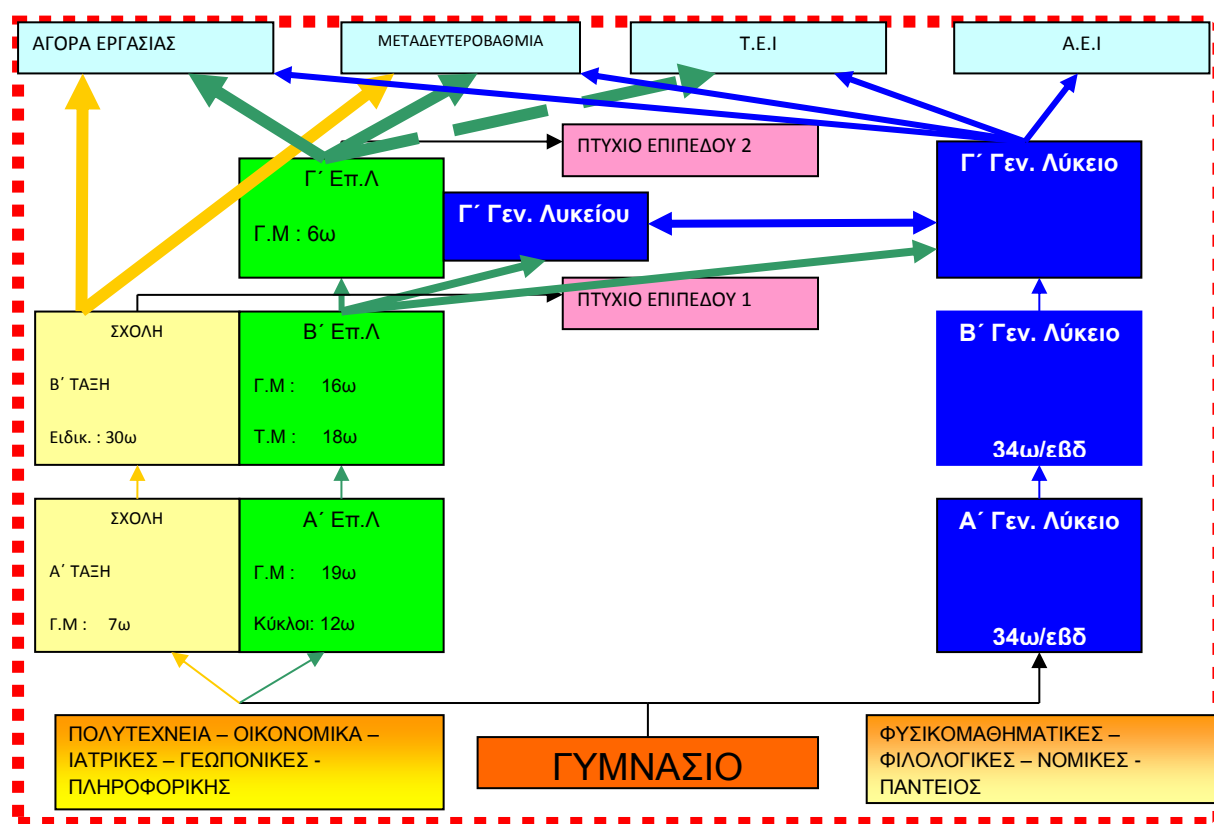 ΑΓΟΡΑ ΕΡΓΑΣΙΑΣ
ΜΕΤΑΔΕΥΤΕΡΟΒΑΘΜΙΑ
Τ.Ε.Ι
Α.Ε.Ι
ΠΤΥΧΙΟ ΕΠΙΠΕΔΟΥ 2
Γ΄ Επ.Λ
Γ.Μ : 6ω
Γ΄ Γεν. Λυκείου
Γ΄ Γεν. Λύκειο
ΠΤΥΧΙΟ ΕΠΙΠΕΔΟΥ 1
ΣΧΟΛΗ
Β΄ ΤΑΞΗ
Ειδικ. : 30ω
Β΄ Επ.Λ
Γ.Μ : 16ω
Τ.Μ : 18ω
Β΄ Γεν. Λύκειο
34ω/εβδ
ΣΧΟΛΗ
Α΄ ΤΑΞΗ
Γ.Μ : 7ω
Α΄ Επ.Λ
Γ.Μ : 19ω
Κύκλοι: 12ω
Α΄ Γεν. Λύκειο
34ω/εβδ
ΠΟΛΥΤΕΧΝΕΙΑ – ΟΙΚΟΝΟΜΙΚΑ –
ΙΑΤΡΙΚΕΣ – ΓΕΩΠΟΝΙΚΕΣ -
ΠΛΗΡΟΦΟΡΙΚΗΣ
ΓΥΜΝΑΣΙΟ
ΦΥΣΙΚΟΜΑΘΗΜΑΤΙΚΕΣ –
ΦΙΛΟΛΟΓΙΚΕΣ – ΝΟΜΙΚΕΣ -
ΠΑΝΤΕΙΟΣ